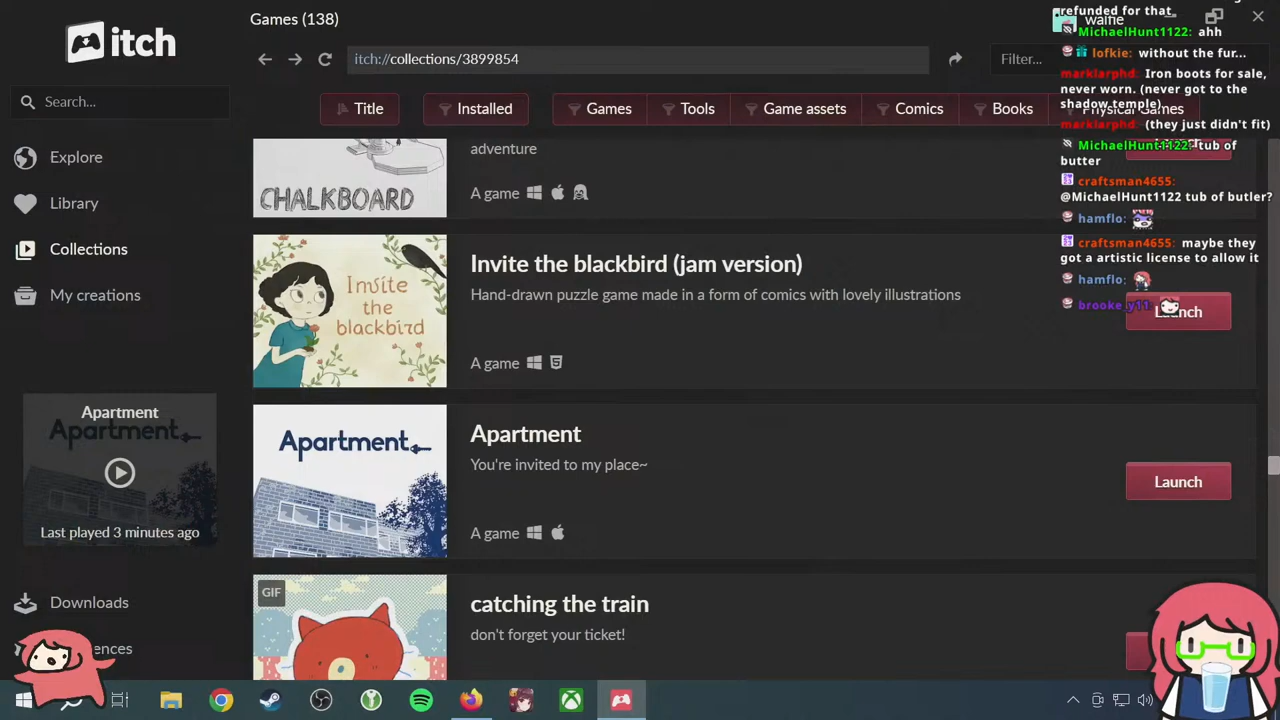 Games (138)
waffle
itch
itch://collections/3899854
Filter...
Search...
Title
Installed
Games
Tools
Game assets
Comics
Books
Physical Games
Explore
Library
Collections
My creations
Apartment
Apartment
Last played 3 minutes ago
Downloads
CHALKBOARD
adventure
A game
Invite
the
blackbird
Invite the blackbird (jam version)
Hand-drawn puzzle game made in a form of comics with lovely illustrations
A game
Launch
Apartment
Apartment
You're invited to my place~
A game
Launch
GIF
catching the train
don't forget your ticket!
refunded for that
MichaelHunt1122: ahh
lofkie: without the fur...
marklarphd: Iron boots for sale,
never worn. (never got to the
shadow temple)
marklarphd: (they just didn't fit)
MichaelHunt1122: tub of
butter
craftsman4655:
@MichaelHunt1122 tub of butler?
hamflo:
craftsman4655: maybe they
got a artistic license to allow it
hamflo:
brooke_y11: